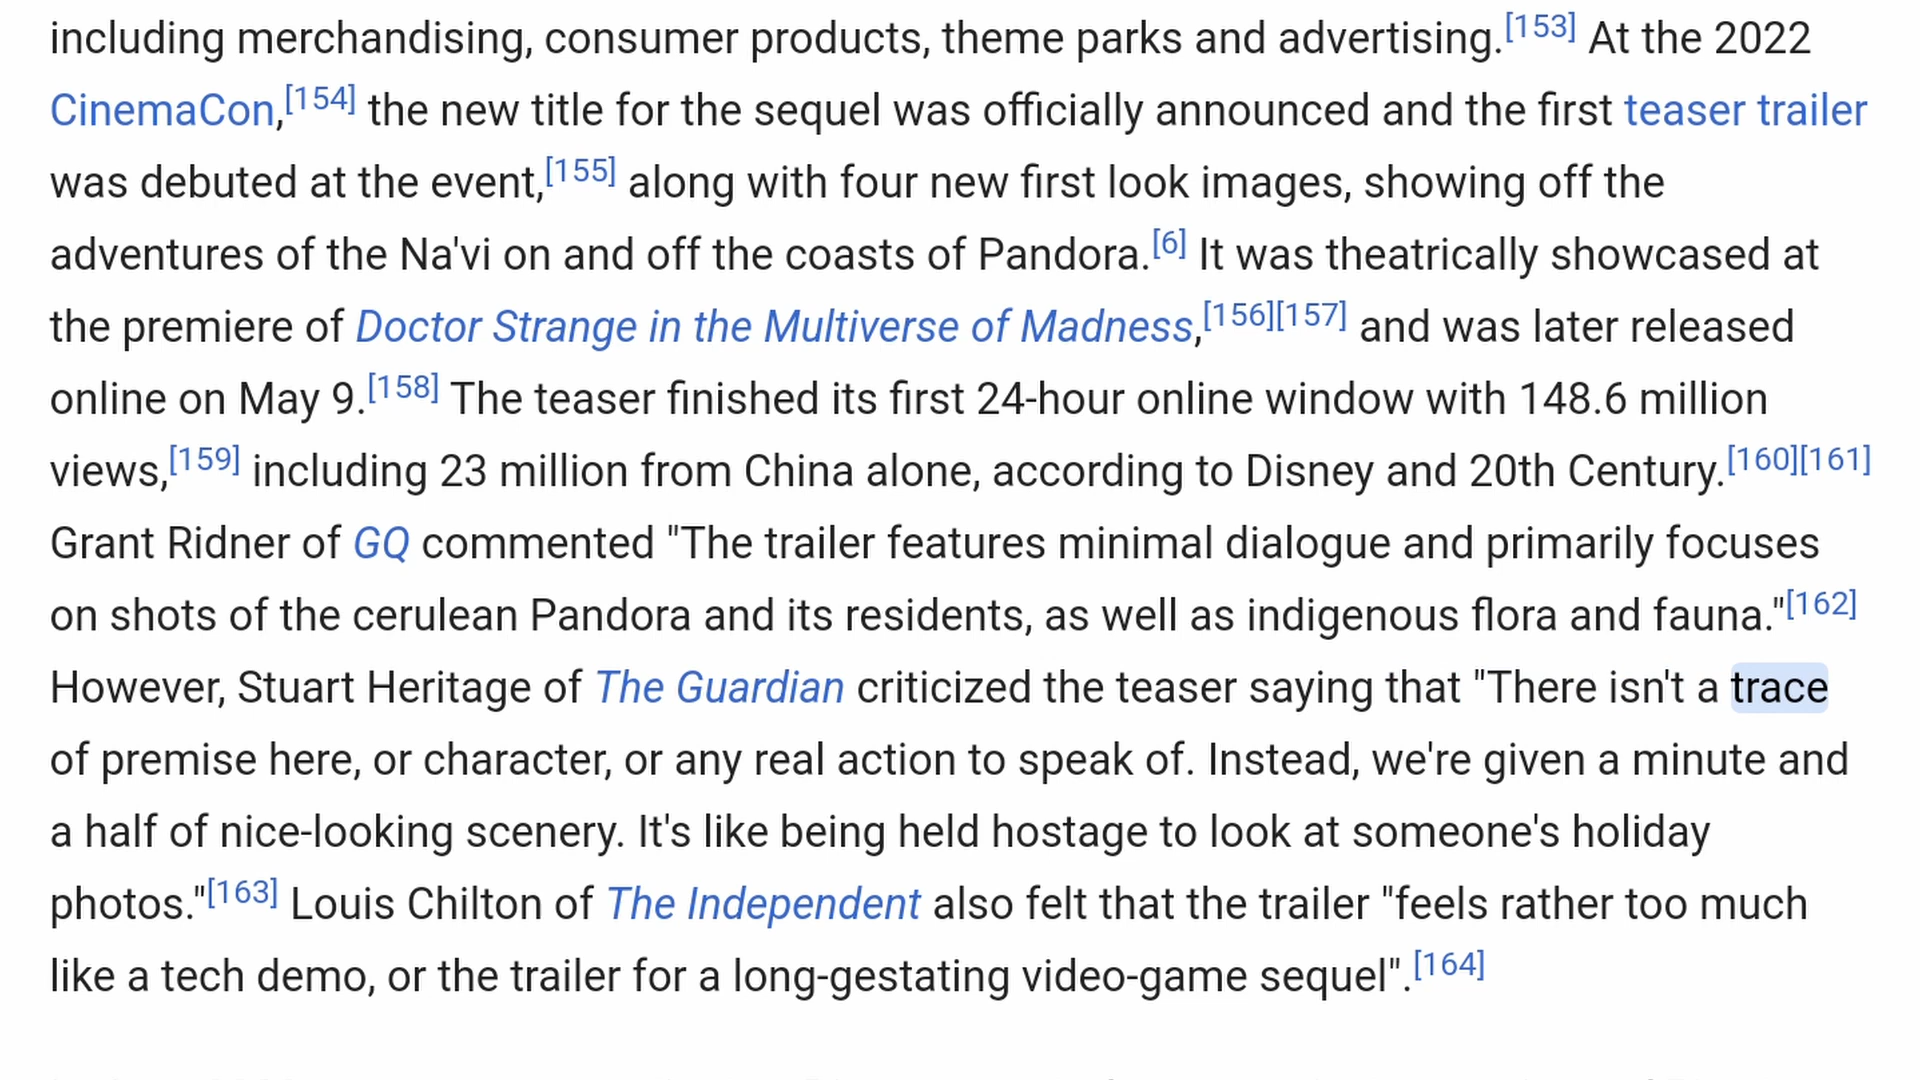 including merchandising, consumer products, theme parks and advertising.[153] At the 2022
CinemaCon,[154] the new title for the sequel was officially announced and the first teaser trailer
was debuted at the event,[155] along with four new first look images, showing off the
adventures of the Na'vi on and off the coasts of Pandora.[6] It was theatrically showcased at
the premiere of Doctor Strange in the Multiverse of Madness,[156][157] and was later released
online on May 9.[158] The teaser finished its first 24-hour online window with 148.6 million
views,[159] including 23 million from China alone, according to Disney and 20th Century.[160][161]
Grant Ridner of GQ commented "The trailer features minimal dialogue and primarily focuses
on shots of the cerulean Pandora and its residents, as well as indigenous flora and fauna."[162]
However, Stuart Heritage of The Guardian criticized the teaser saying that "There isn't a trace
of premise here, or character, or any real action to speak of. Instead, we're given a minute and
a half of nice-looking scenery. It's like being held hostage to look at someone's holiday
photos."[163] Louis Chilton of The Independent also felt that the trailer "feels rather too much
like a tech demo, or the trailer for a long-gestating video-game sequel".[164]